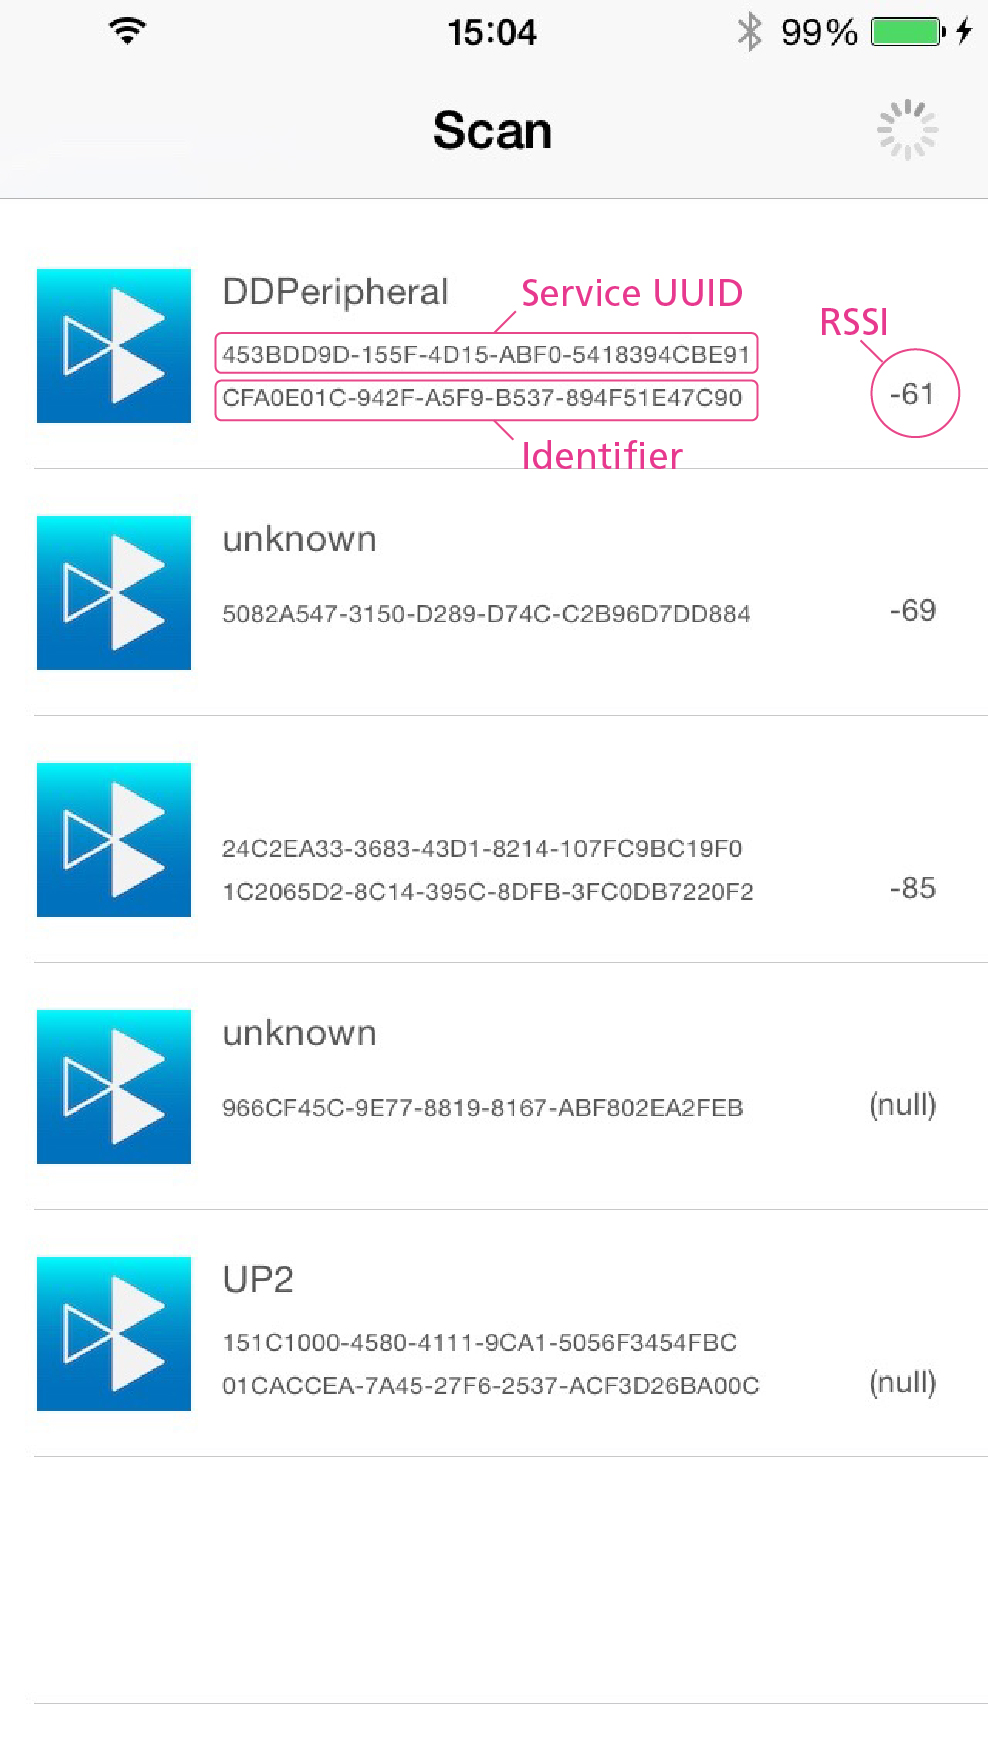 15:04
99%
Scan
DDPeripheral
Service UUID
RSSI
453BDD9D-155F-4D15-ABF0-5418394CBE91
CFA0E01C-942F-A5F9-B537-894F51E47C90
-61
Identifier
unknown
5082A547-3150-D289-D74C-C2B96D7DD884
-69
24C2EA33-3683-43D1-8214-107FC9BC19F0
1C2065D2-8C14-395C-8DFB-3FC0DB7220F2
-85
unknown
966CF45C-9E77-8819-8167-ABF802EA2FEB
(null)
UP2
151C1000-4580-4111-9CA1-5056F3454FBC
01CACCEA-7A45-27F6-2537-ACF3D26BA00C
(null)